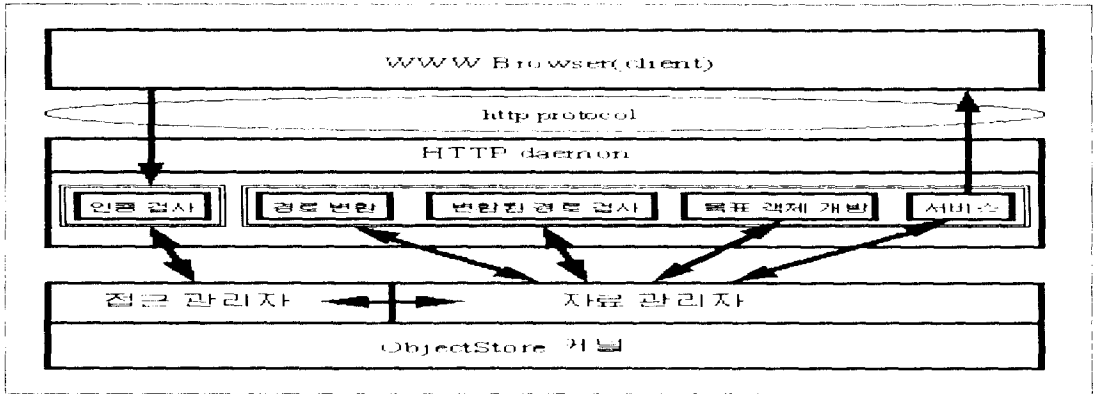 WWW Browser(client)
http protocol
HTTP daemon
인증 검사
경로 변환
변환된 경로 검사
목표 객체 개방
서비스
접근 관리자
자료 관리자
ObjectStore 커널